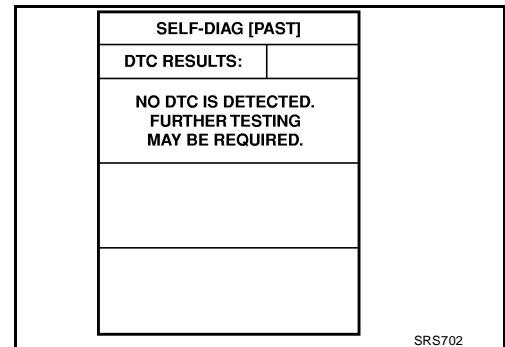 SELF-DIAG [PAST]
DTC RESULTS:
NO DTC IS DETECTED.
FURTHER TESTING
MAY BE REQUIRED.
SRS702